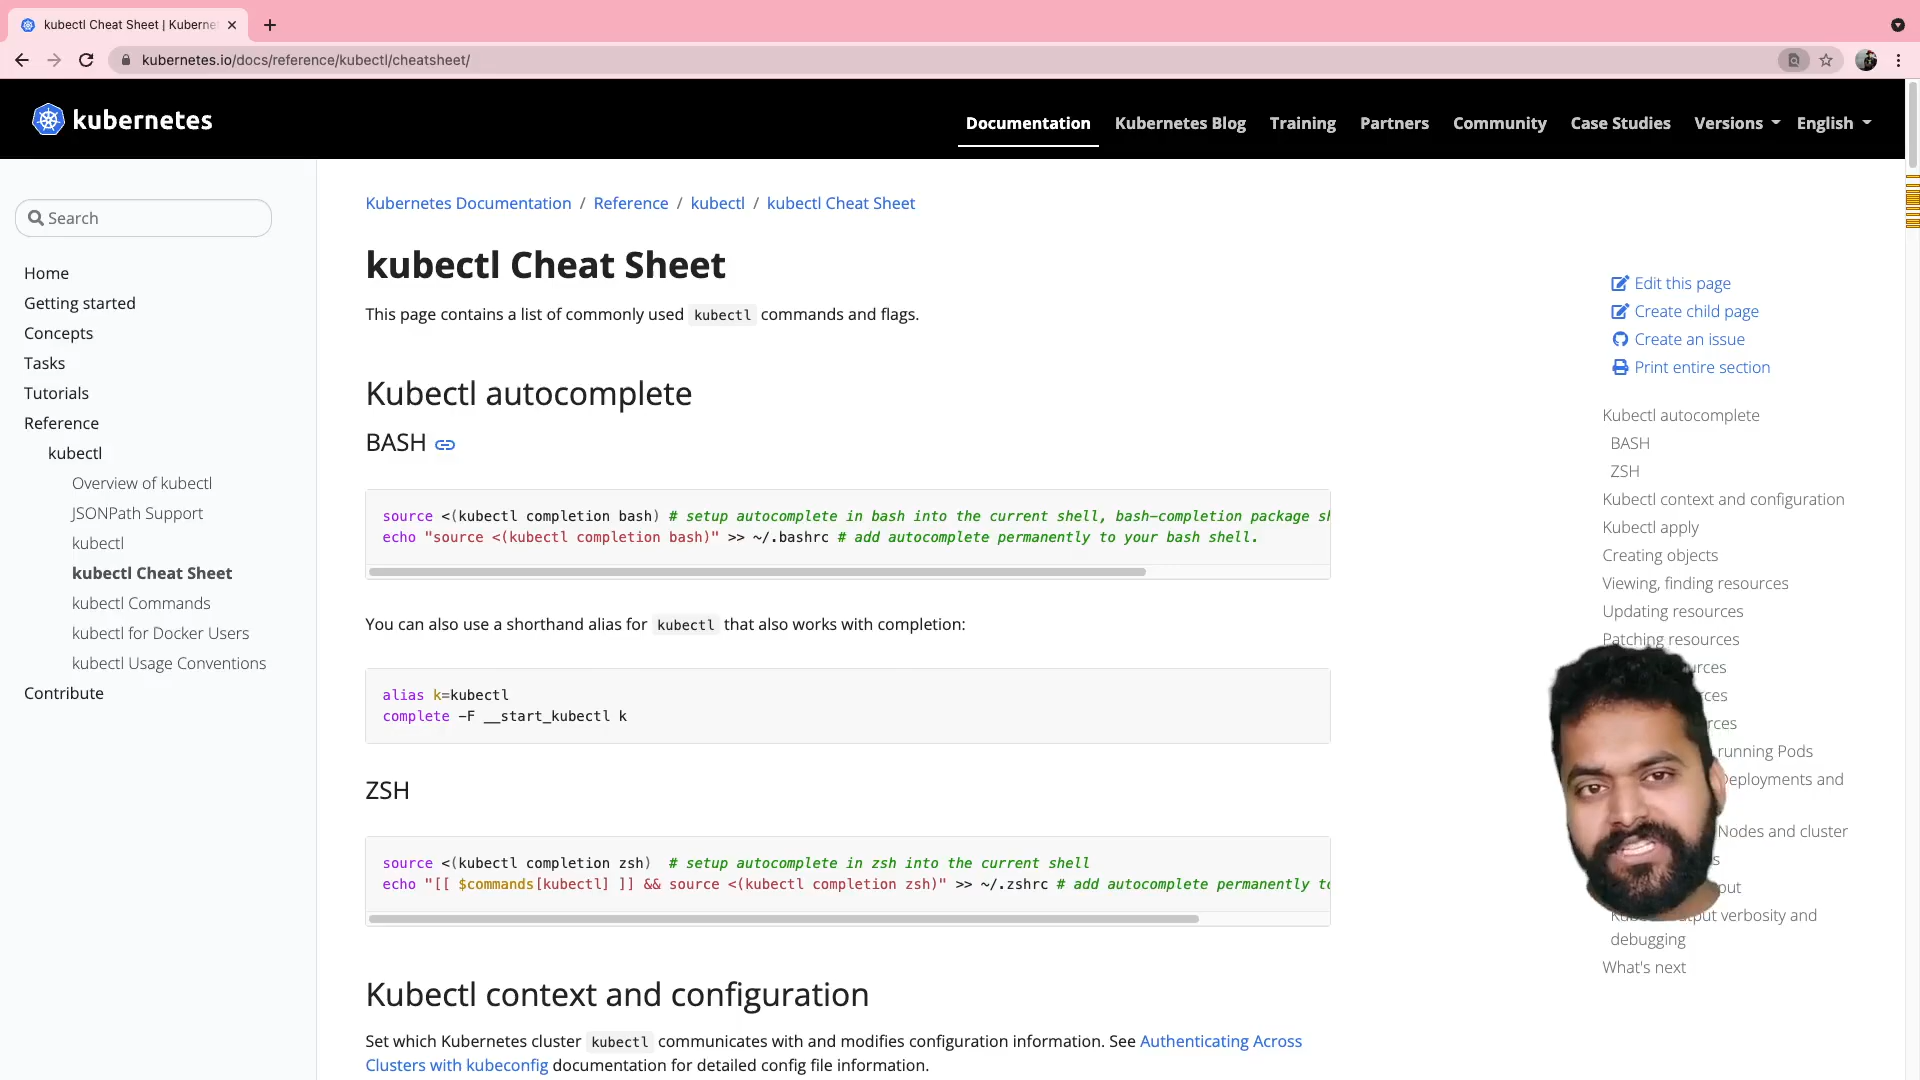 kubectl Cheat Sheet | Kuberne
kubernetes.io/docs/reference/kubectl/cheatsheet/
kubernetes
Documentation
Kubernetes Blog
Training
Partners
Community
Case Studies
Versions
English
Search
Home
Getting started
Concepts
Tasks
Tutorials
Reference
kubectl
Overview of kubectl
JSONPath Support
kubectl
kubectl Cheat Sheet
kubectl Commands
kubectl for Docker Users
kubectl Usage Conventions
Contribute
Kubernetes Documentation / Reference / kubectl / kubectl Cheat Sheet
kubectl Cheat Sheet
This page contains a list of commonly used kubectl commands and flags.
Kubectl autocomplete
BASH
source <(kubectl completion bash) # setup autocomplete in bash into the current shell, bash-completion package sh
echo "source <(kubectl completion bash)" >> ~/.bashrc # add autocomplete permanently to your bash shell.
You can also use a shorthand alias for kubectl that also works with completion:
alias k=kubectl
complete -F __start_kubectl k
ZSH
source <(kubectl completion zsh)  # setup autocomplete in zsh into the current shell
echo "[[ $commands[kubectl] ]] && source <(kubectl completion zsh)" >> ~/.zshrc # add autocomplete permanently to
Kubectl context and configuration
Set which Kubernetes cluster kubectl communicates with and modifies configuration information. See Authenticating Across
Clusters with kubeconfig documentation for detailed config file information.
Edit this page
Create child page
Create an issue
Print entire section
Kubectl autocomplete
BASH
ZSH
Kubectl context and configuration
Kubectl apply
Creating objects
Viewing, finding resources
Updating resources
Patching resources
running Pods
Deployments and
Nodes and cluster
verbosity and
debugging
What's next